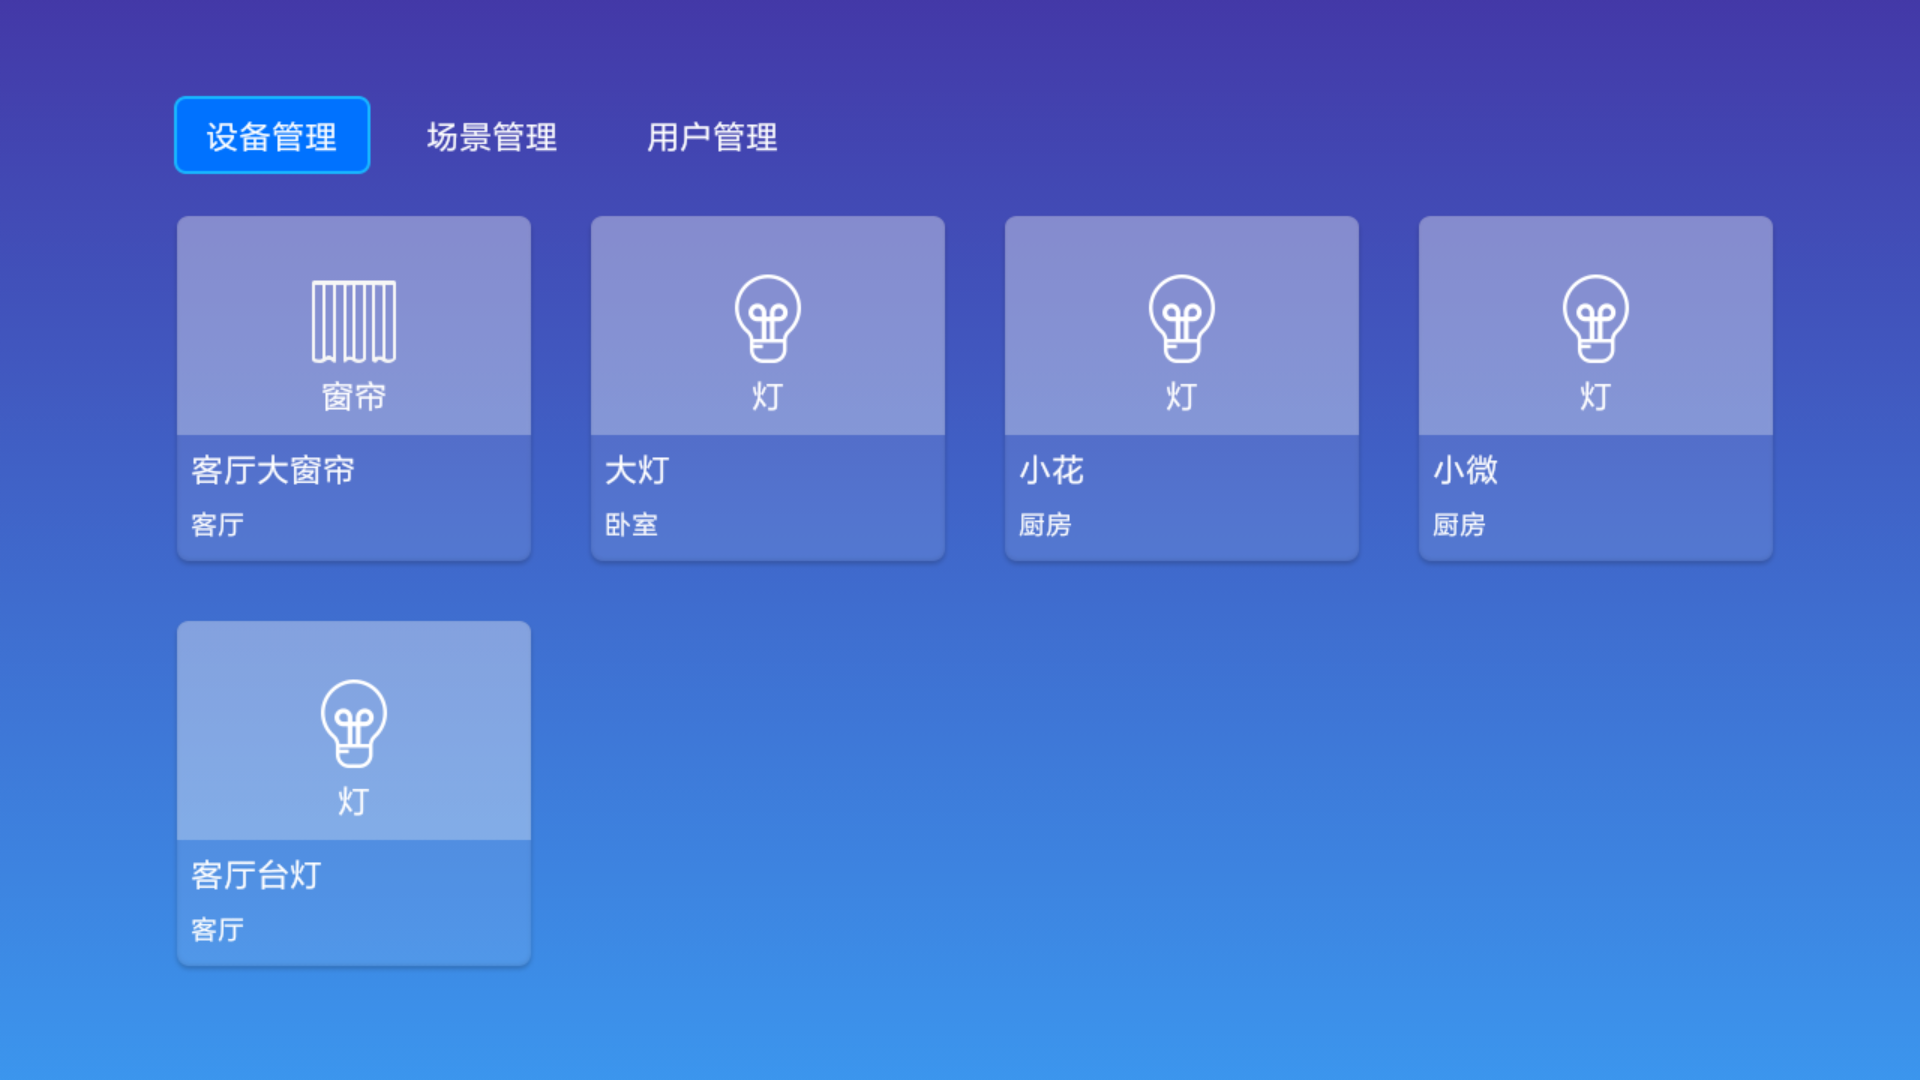 设备管理 场景管理 用户管理
窗帘
客厅大窗帘
客厅
灯
大灯
卧室
灯
小花
厨房
灯
小微
厨房
灯
客厅台灯
客厅